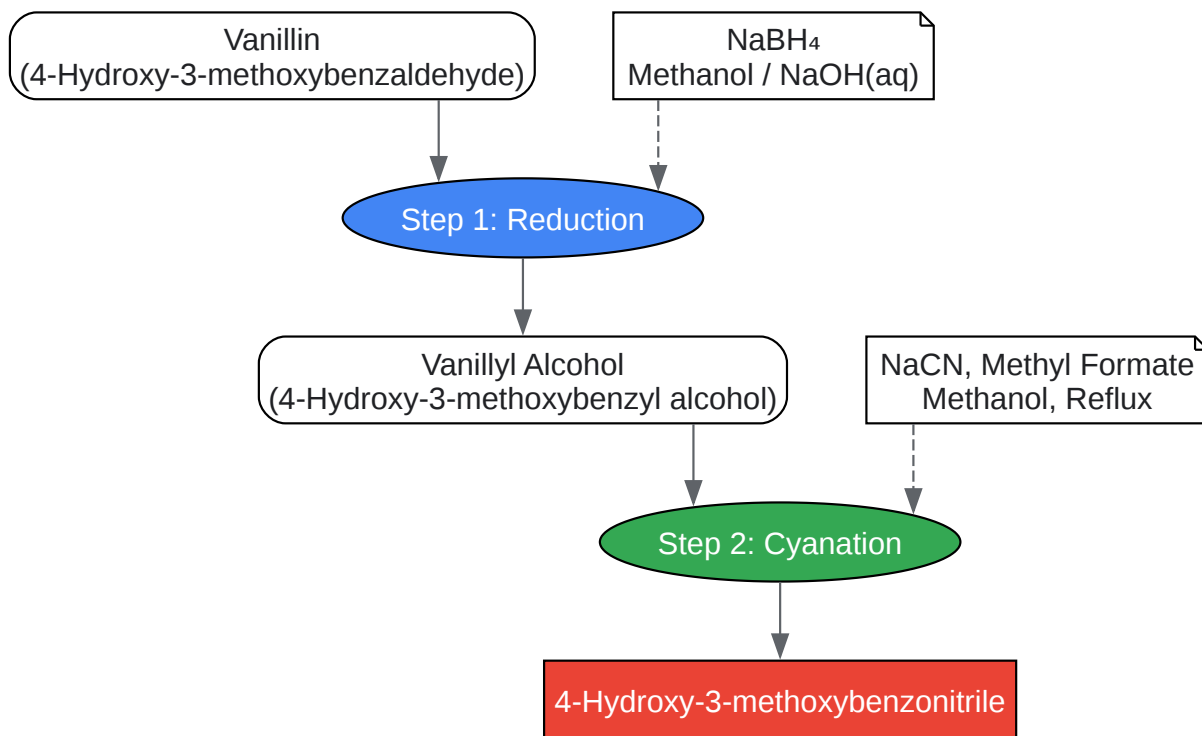 Vanillin
(4-Hydroxy-3-methoxybenzaldehyde)
NaBH₄
Methanol / NaOH(aq)
Step 1: Reduction
Vanillyl Alcohol
(4-Hydroxy-3-methoxybenzyl alcohol)
NaCN, Methyl Formate
Methanol, Reflux
Step 2: Cyanation
4-Hydroxy-3-methoxybenzonitrile